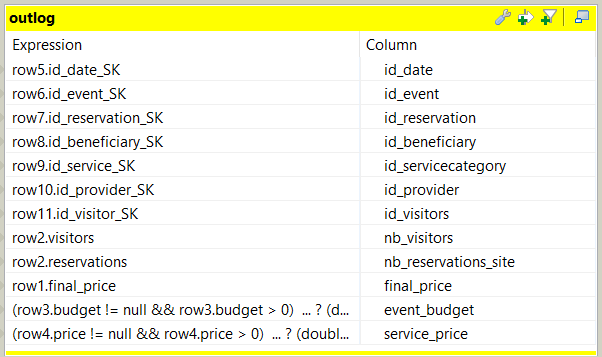 outlog
Expression Column
row5.id_date_SK id_date
row6.id_event_SK id_event
row7.id_reservation_SK id_reservation
row8.id_beneficiary_SK id_beneficiary
row9.id_service_SK id_servicecategory
row10.id_provider_SK id_provider
row11.id_visitor_SK id_visitors
row2.visitors nb_visitors
row2.reservations nb_reservations_site
row1.final_price final_price
(row3.budget != null && row3.budget > 0) ... ? (d... event_budget
(row4.price != null && row4.price > 0) ... ? (doubl... service_price